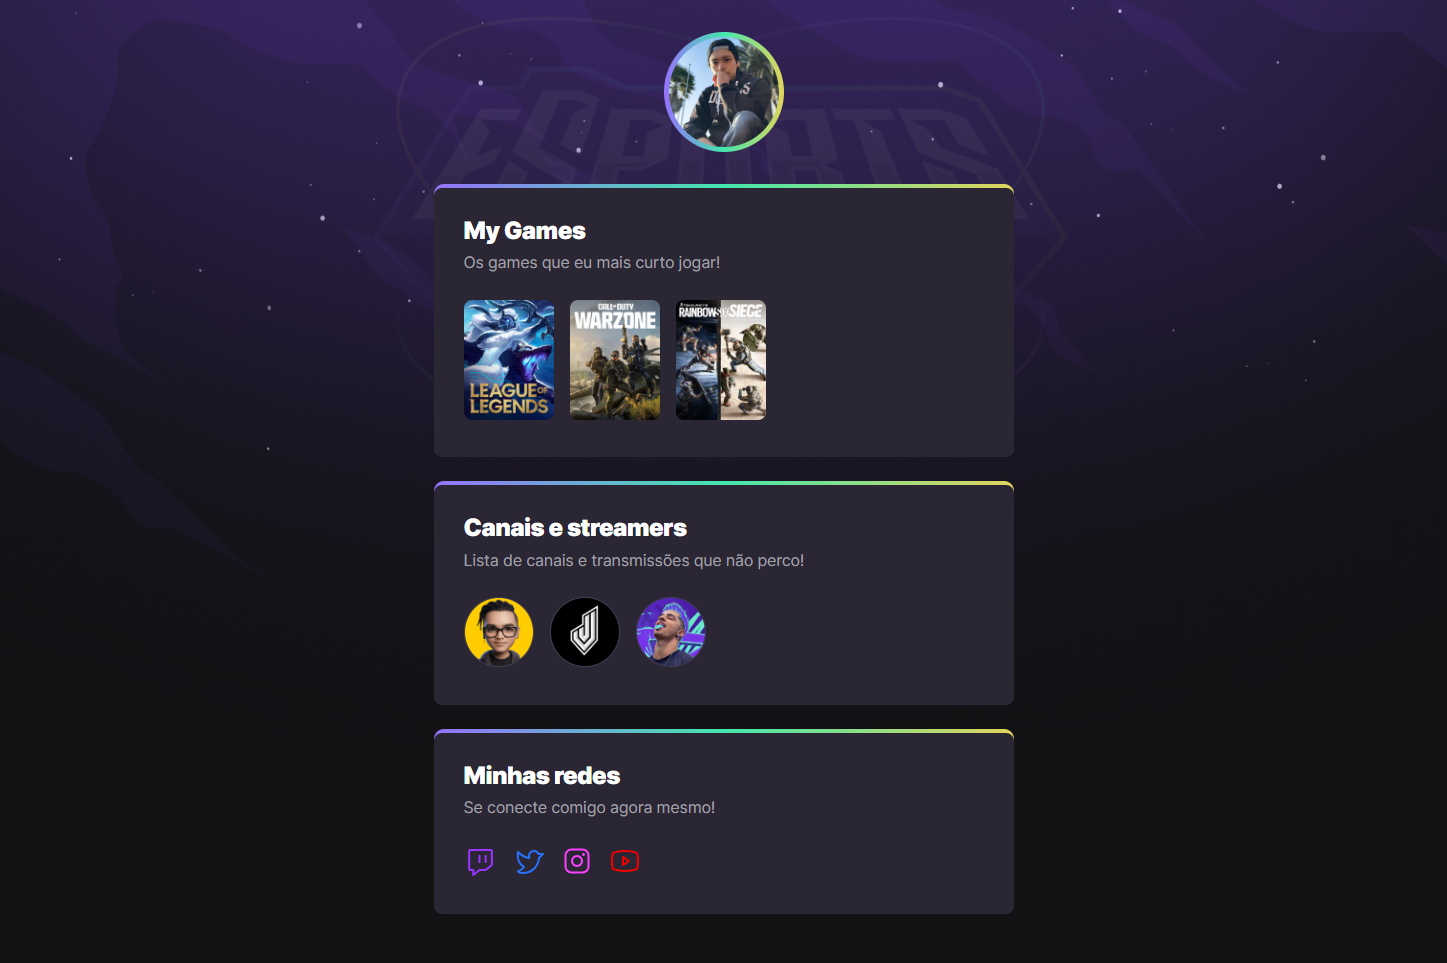 ESPORTS
My Games
Os games que eu mais curto jogar!
LEAGUE OF
LEGENDS
CALL OF DUTY
WARZONE
RAINBOW SIX SIEGE
Canais e streamers
Lista de canais e transmissões que não perco!
Minhas redes
Se conecte comigo agora mesmo!